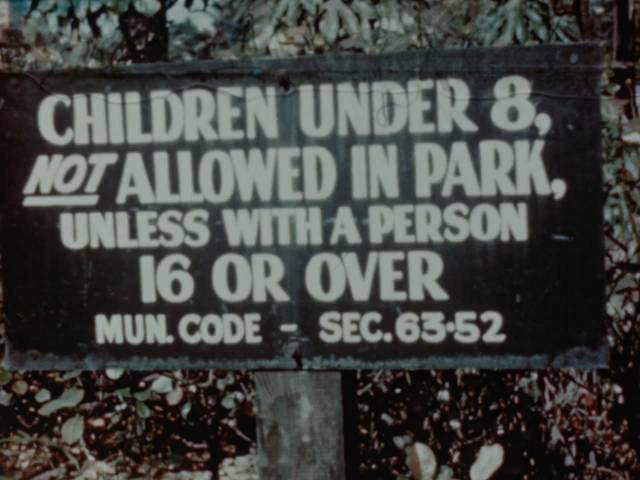 CHILDREN UNDER 8,
NOT ALLOWED IN PARK,
UNLESS WITH A PERSON
16 OR OVER
MUN. CODE - SEC. 63·52